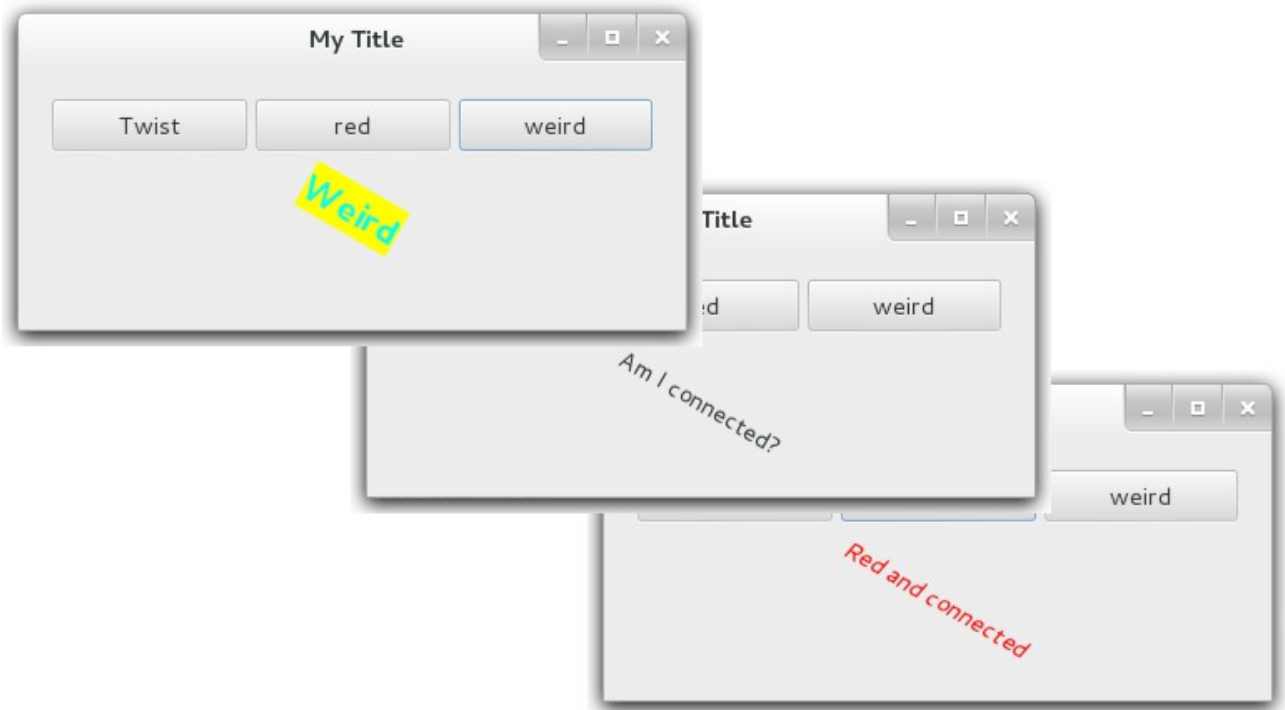 My Title
Twist
red
weird
Weird
Title
ed
weird
Am I connected?
weird
Red and connected